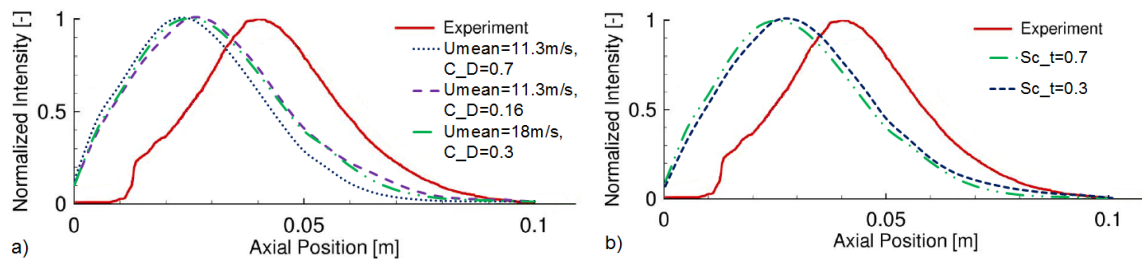 1
0.5
0
Normalized Intensity [-]
Experiment
Umean=11.3m/s,
C_D=0.7
Umean=11.3m/s,
C_D=0.16
Umean=18m/s,
C_D=0.3
0
0.05
0.1
Axial Position [m]
a)
1
0.5
0
Normalized Intensity [-]
Experiment
Sc_t=0.7
Sc_t=0.3
0
0.05
0.1
Axial Position [m]
b)